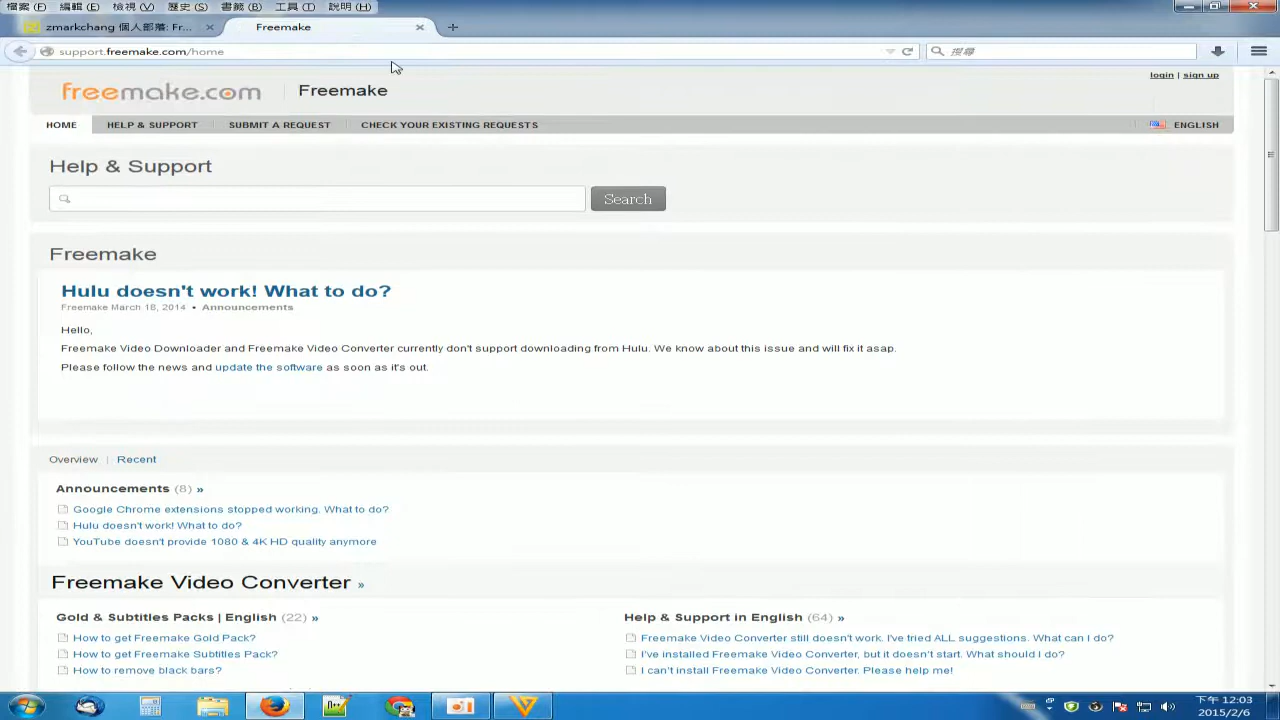 檔案(F) 編輯(E) 檢視(V) 歷史(S) 書籤(B) 工具(T) 說明(H)
zmarkchang 個人部落: Fr... Freemake
support.freemake.com/home 搜尋
login | sign up
freemake.com Freemake
HOME HELP & SUPPORT SUBMIT A REQUEST CHECK YOUR EXISTING REQUESTS ENGLISH
Help & Support
Search
Freemake
Hulu doesn't work! What to do?
Freemake March 18, 2014 • Announcements
Hello,
Freemake Video Downloader and Freemake Video Converter currently don't support downloading from Hulu. We know about this issue and will fix it asap.
Please follow the news and update the software as soon as it's out.
Overview | Recent
Announcements (8) »
Google Chrome extensions stopped working. What to do?
Hulu doesn't work! What to do?
YouTube doesn't provide 1080 & 4K HD quality anymore
Freemake Video Converter »
Gold & Subtitles Packs | English (22) » Help & Support in English (64) »
How to get Freemake Gold Pack? Freemake Video Converter still doesn't work. I've tried ALL suggestions. What can I do?
How to get Freemake Subtitles Pack? I've installed Freemake Video Converter, but it doesn't start. What should I do?
How to remove black bars? I can't install Freemake Video Converter. Please help me!
下午 12:03
2015/2/6